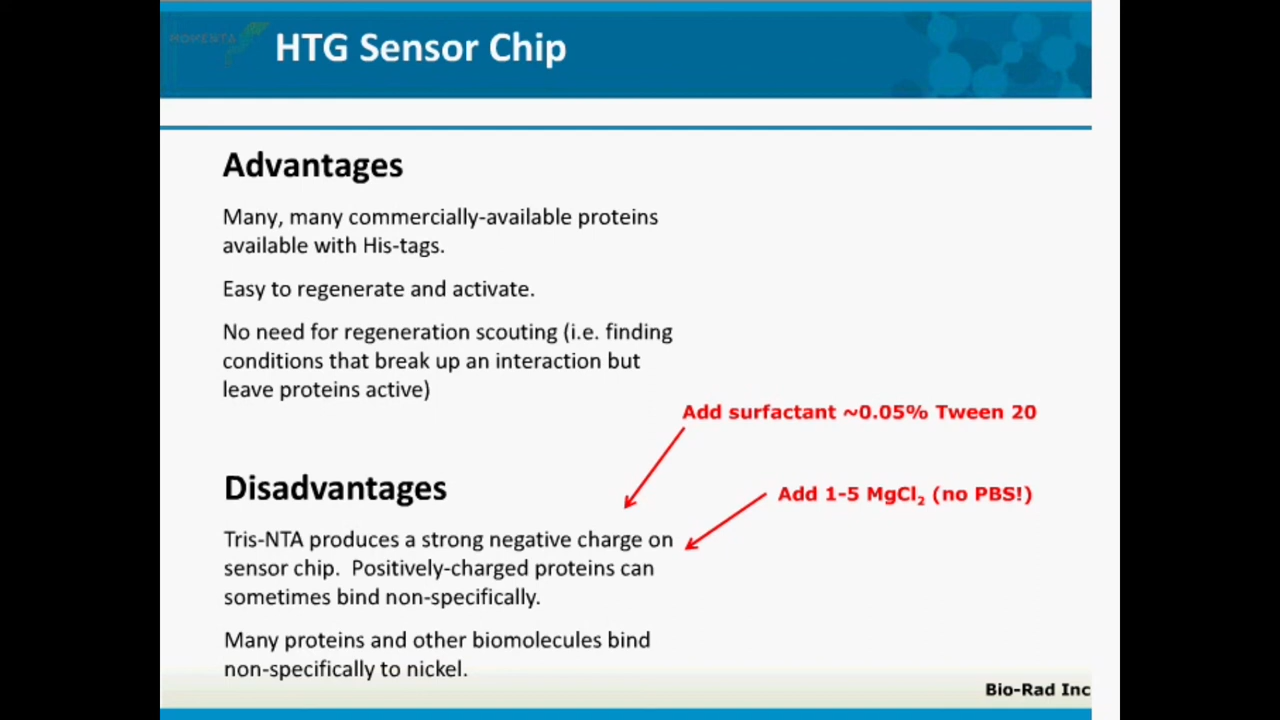 HTG Sensor Chip
Advantages
Many, many commercially-available proteins
available with His-tags.
Easy to regenerate and activate.
No need for regeneration scouting (i.e. finding
conditions that break up an interaction but
leave proteins active)
Add surfactant ~0.05% Tween 20
Disadvantages
Add 1-5 MgCl₂ (no PBS!)
Tris-NTA produces a strong negative charge on
sensor chip. Positively-charged proteins can
sometimes bind non-specifically.
Many proteins and other biomolecules bind
non-specifically to nickel.
Bio-Rad Inc